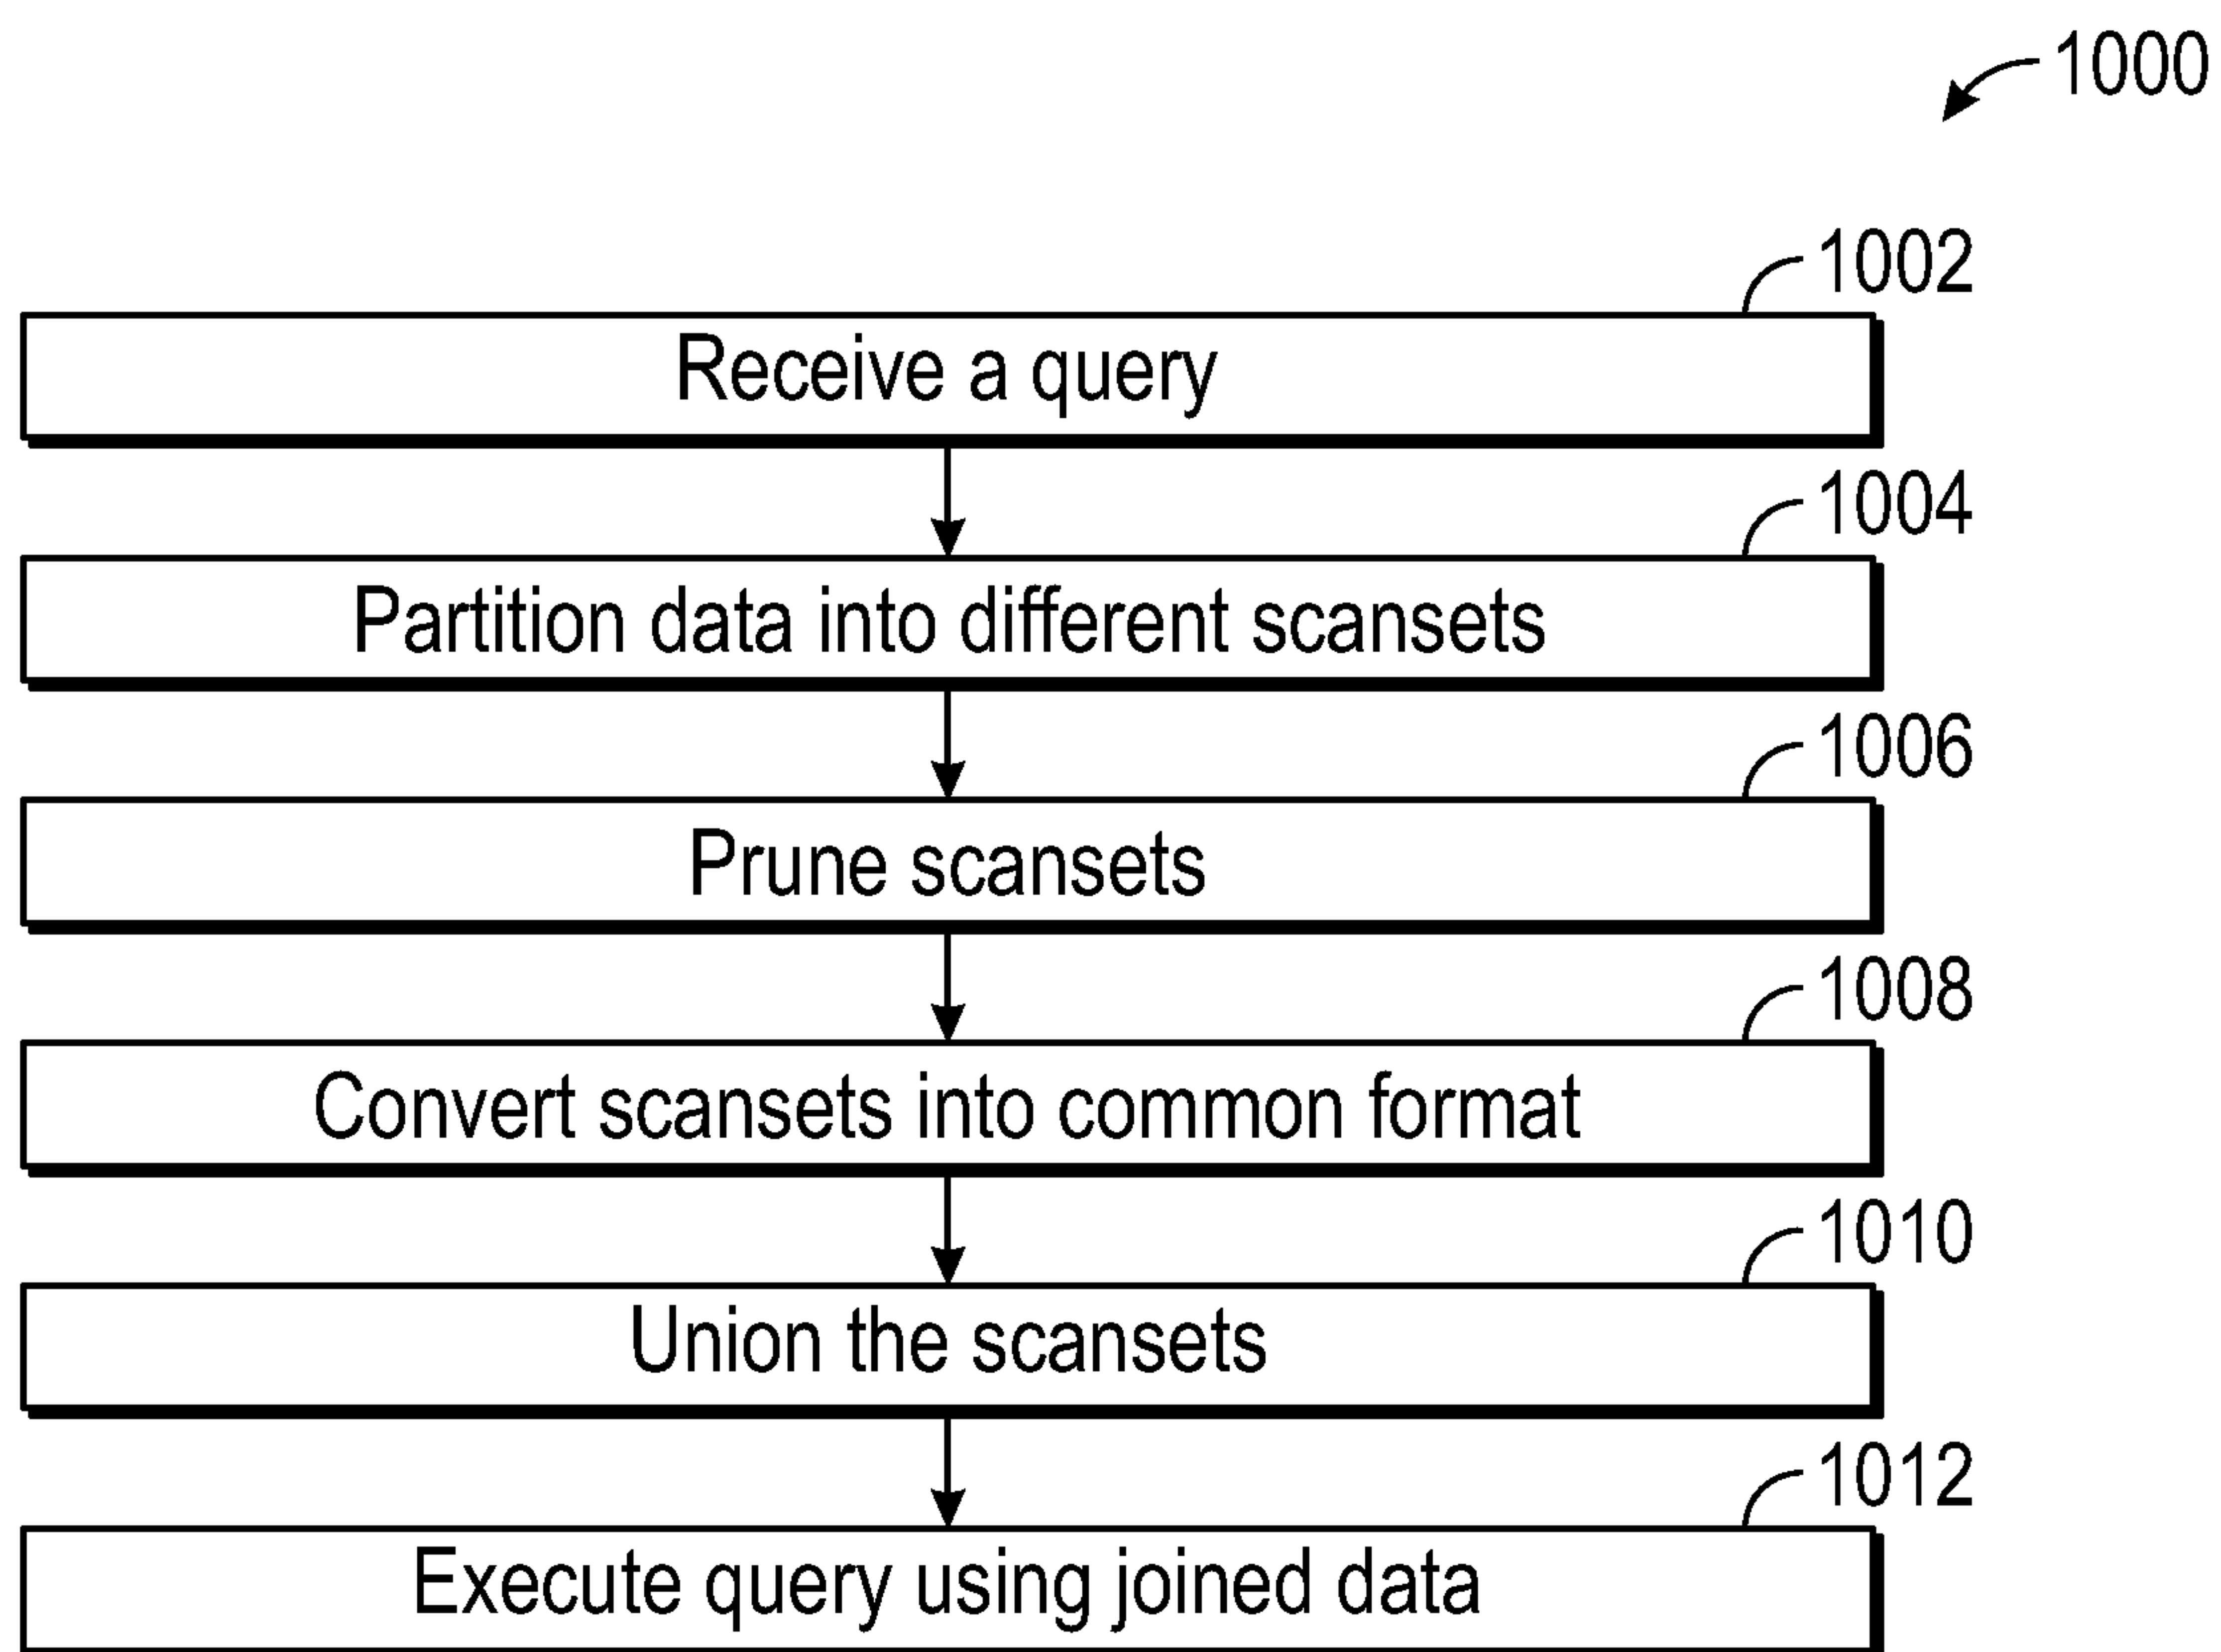 1000
1002
Receive a query
1004
Partition data into different scansets
1006
Prune scansets
1008
Convert scansets into common format
1010
Union the scansets
1012
Execute query using joined data